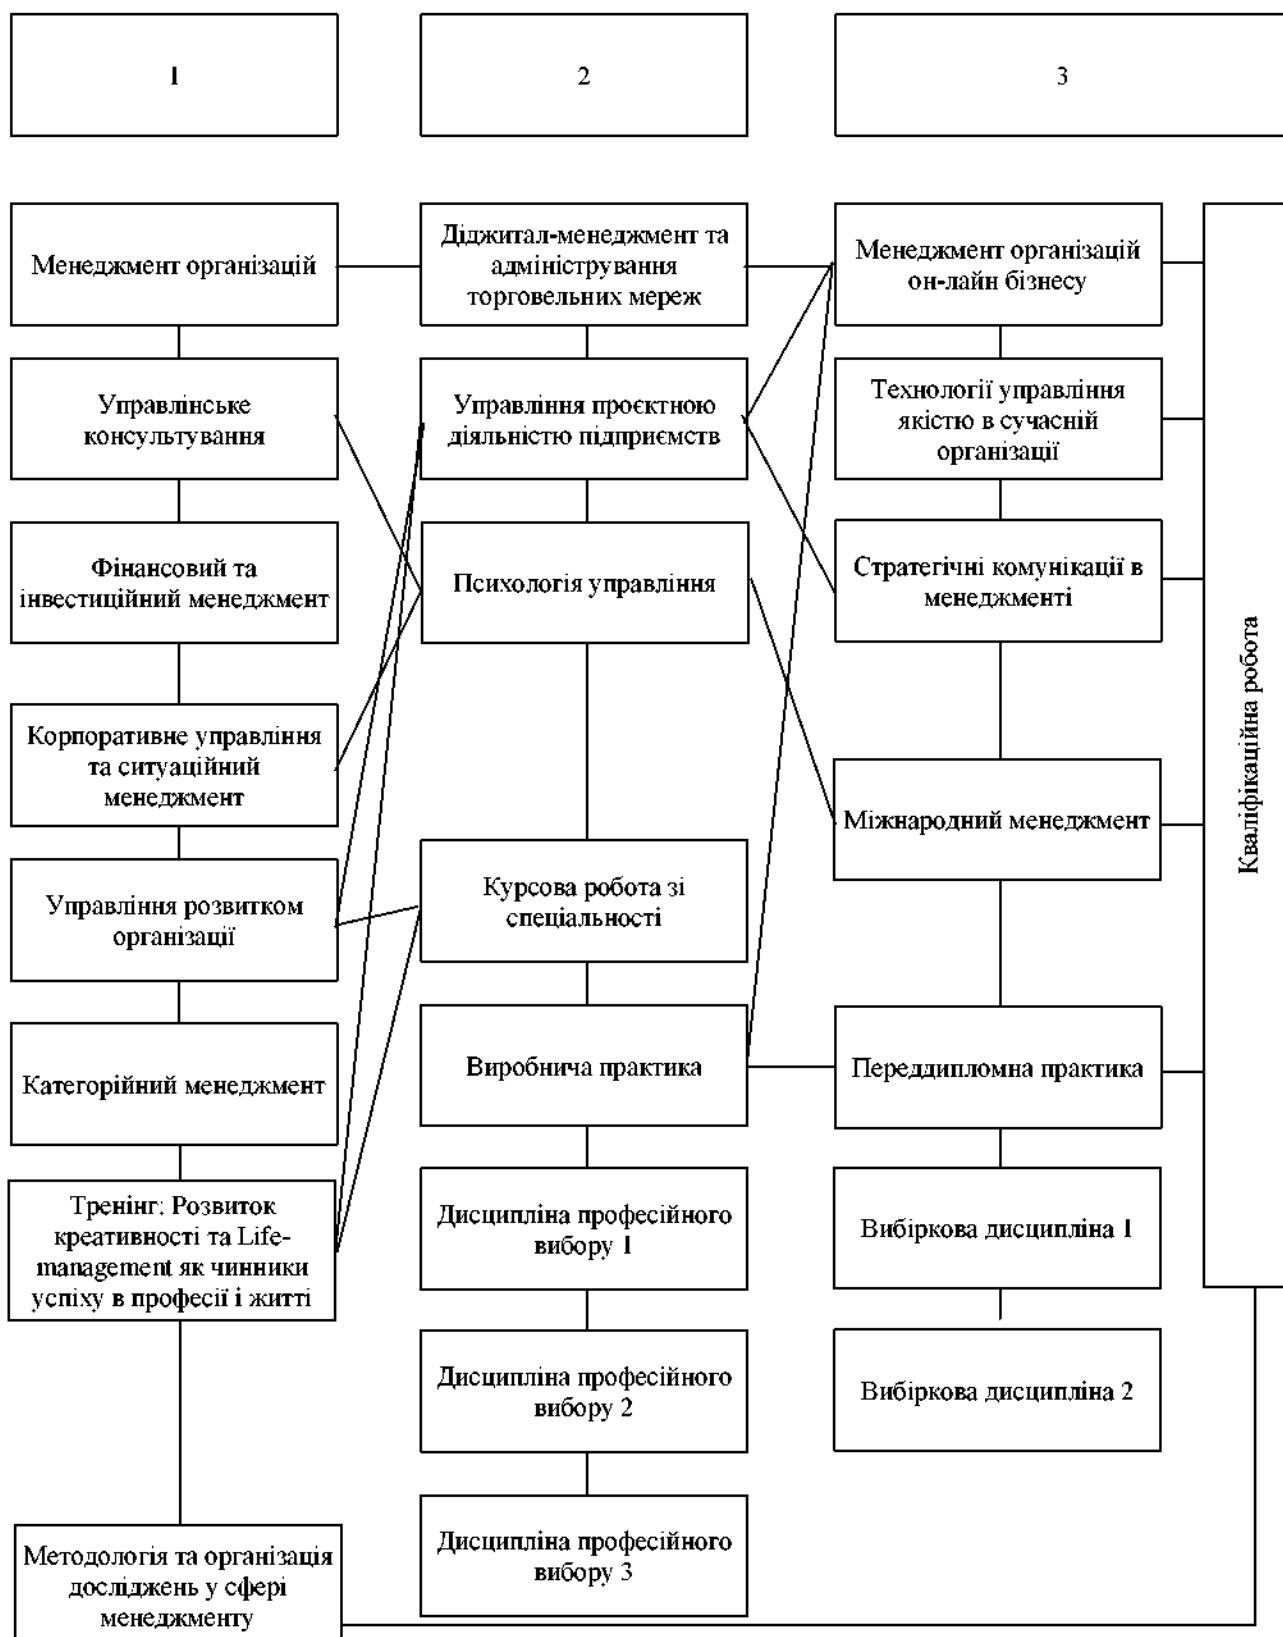 1
2
3
Менеджмент організацій
Управлінське
консультування
Фінансовий та
інвестиційний менеджмент
Корпоративне управління
та ситуаційний
менеджмент
Управління розвитком
організації
Категорійний менеджмент
Тренінг: Розвиток
креативності та Life-
management як чинники
успіху в професії і житті
Методологія та організація
досліджень у сфері
менеджменту
Діджитал-менеджмент та
адміністрування
торговельних мереж
Управління проєктною
діяльністю підприємств
Психологія управління
Курсова робота зі
спеціальності
Виробнича практика
Дисципліна професійного
вибору 1
Дисципліна професійного
вибору 2
Дисципліна професійного
вибору 3
Менеджмент організацій
он-лайн бізнесу
Технології управління
якістю в сучасній
організації
Стратегічні комунікації в
менеджменті
Міжнародний менеджмент
Переддипломна практика
Вибіркова дисципліна 1
Вибіркова дисципліна 2
Кваліфікаційна робота